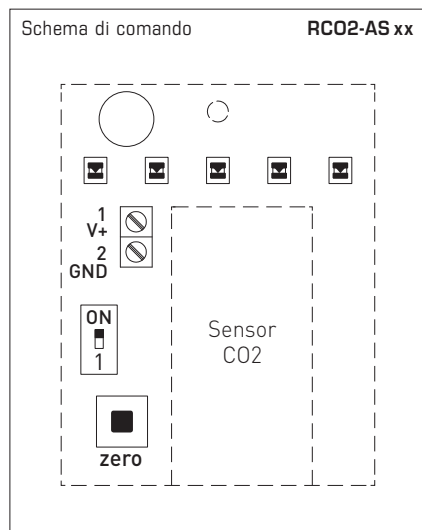 Schema di comando RCO2-AS xx
1
V+
2
GND
ON
1
zero
Sensor
CO2